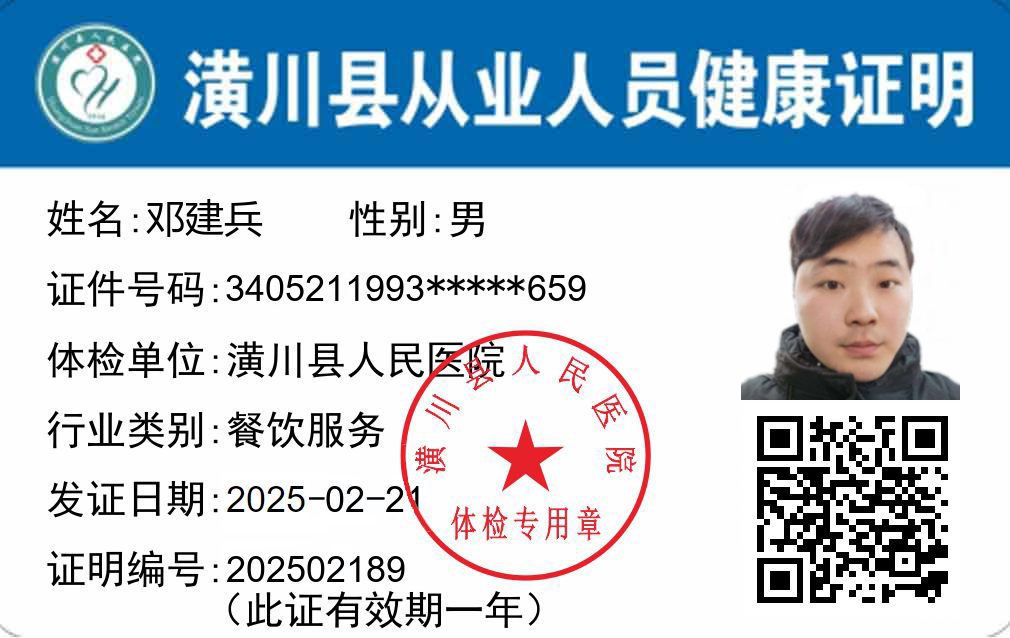 潢川县从业人员健康证明
姓名:邓建兵 性别:男
证件号码:3405211993*****659
体检单位:潢川县人民医院
行业类别:餐饮服务
发证日期:2025-02-21
证明编号:202502189
(此证有效期一年)
潢川县人民医院
体检专用章